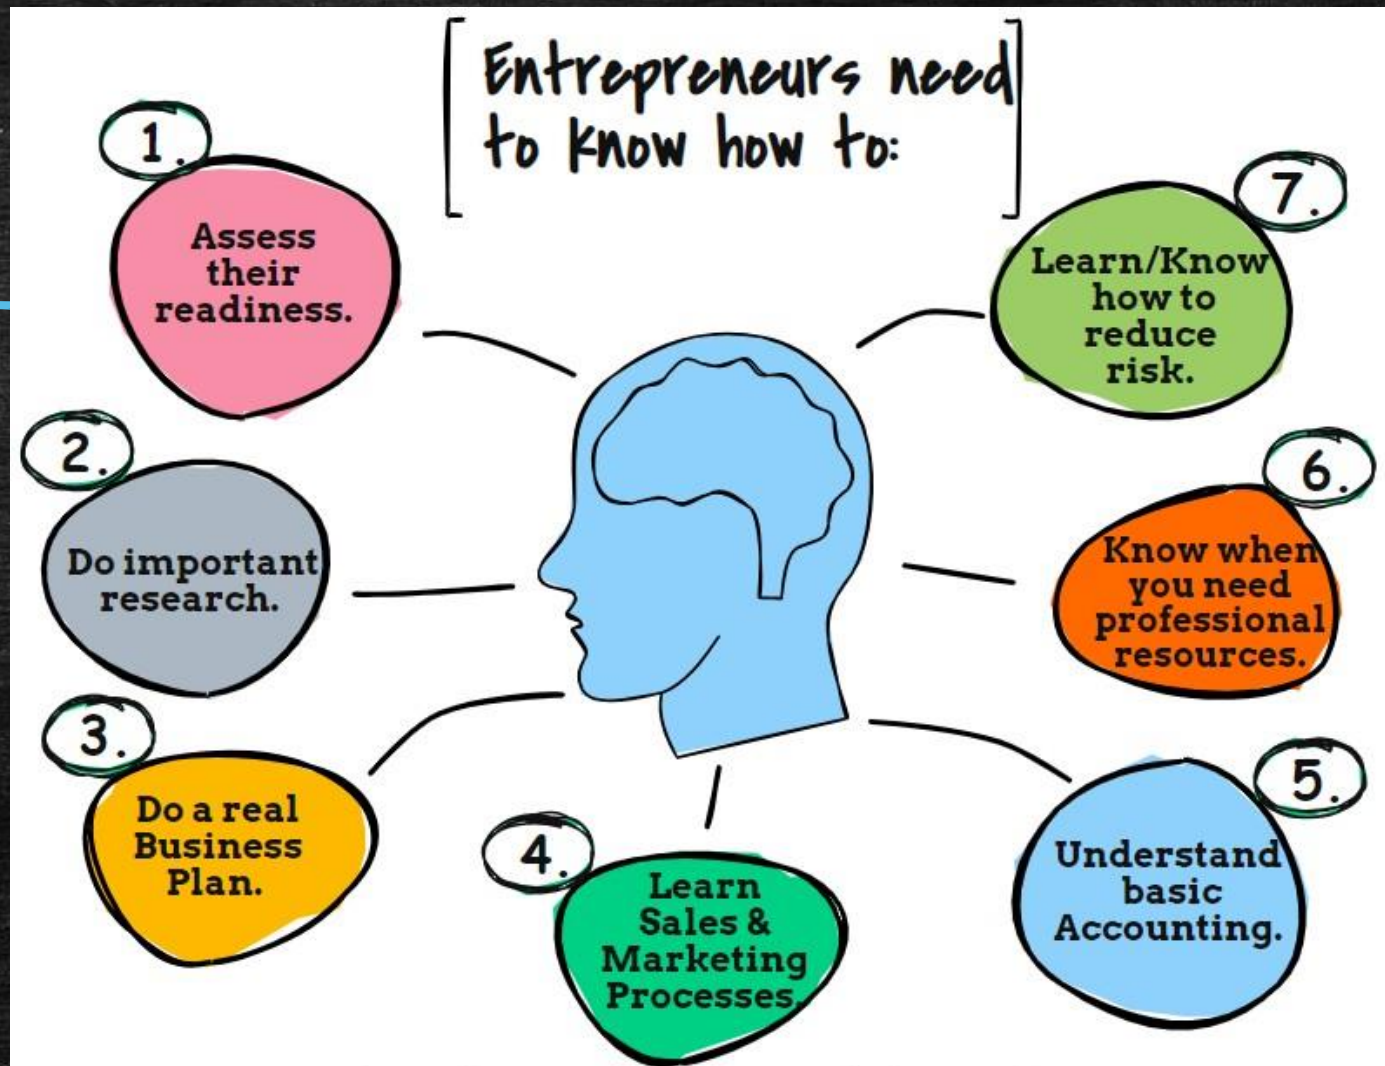 Entrepreneurs need
to know how to:
1.
Assess
their
readiness.
2.
Do important
research.
3.
Do a real
Business
Plan.
4.
Learn
Sales &
Marketing
Processes.
5.
Understand
basic
Accounting.
6.
Know when
you need
professional
resources.
7.
Learn/Know
how to
reduce
risk.